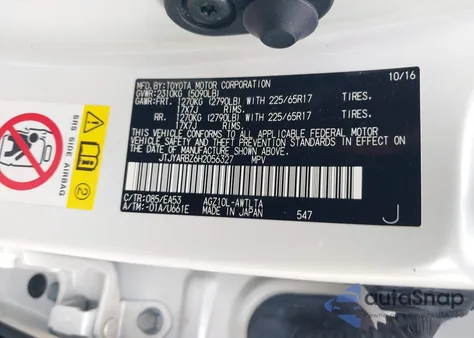 MFD.BY:TOYOTA MOTOR CORPORATION 10/16
GVWR:2310KG (5090LB)
GAWR:FRT. 1270KG (2790LB) WITH 225/65R17 TIRES.
17X7J RIMS.
RR. 1270KG (2790LB) WITH 225/65R17 TIRES.
17X7J RIMS.
THIS VEHICLE CONFORMS TO ALL APPLICABLE FEDERAL MOTOR
VEHICLE SAFETY, BUMPER, AND THEFT PREVENTION STANDARDS
IN EFFECT ON THE DATE OF MANUFACTURE SHOWN ABOVE.
JTJYARBZ6H2056327 MPV
C/TR:085/EA53 AGZ10L-AWTLTA
A/TM:-01A/U661E MADE IN JAPAN 547 J
SRS SIDE AIRBAG
autoSnap